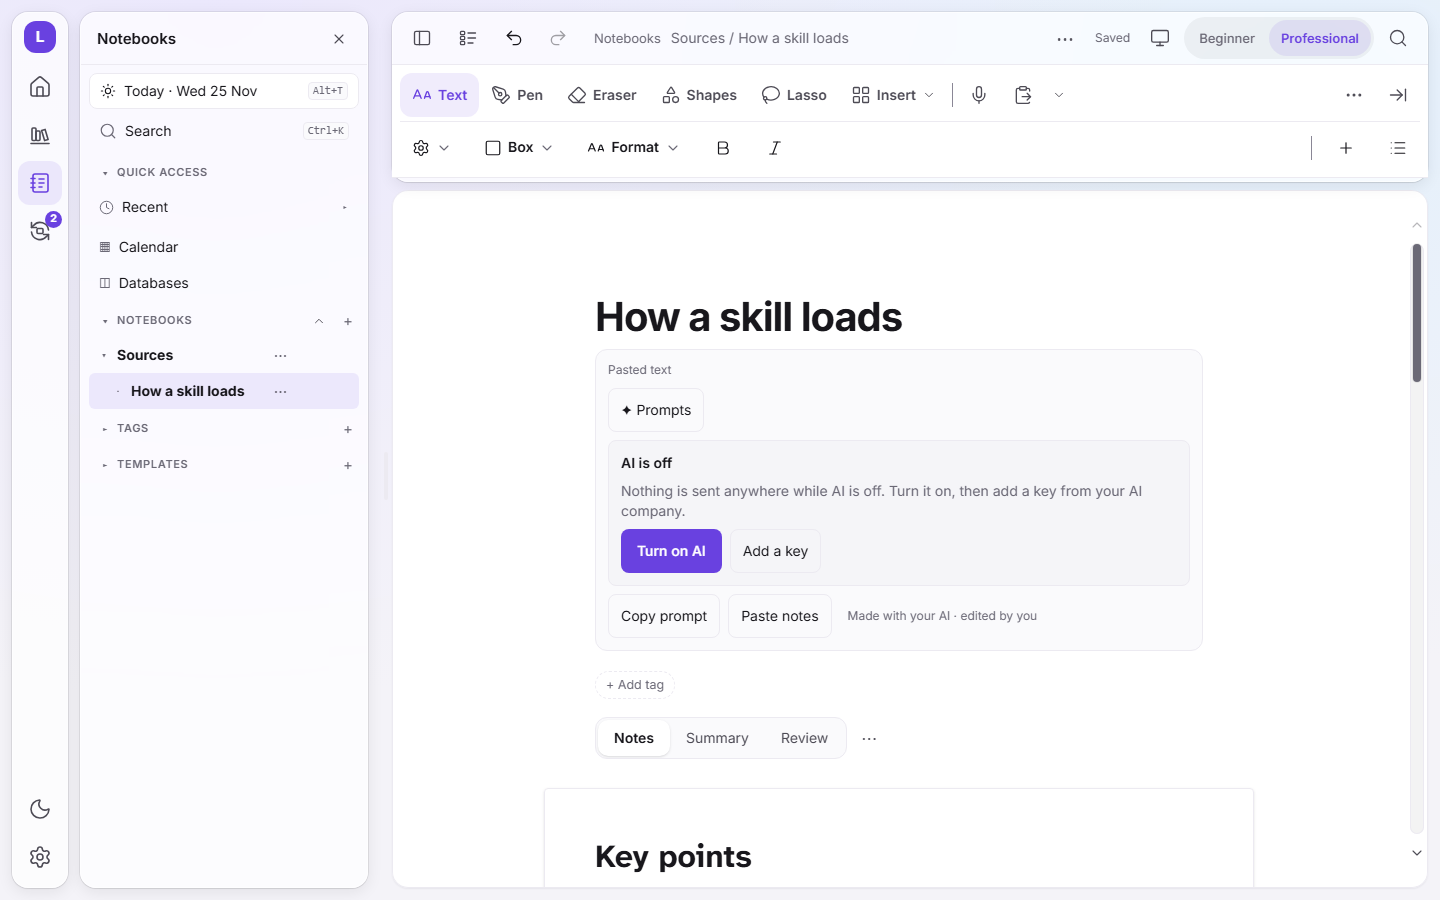 L
Notebooks
Today · Wed 25 Nov
Alt+T
Search
Ctrl+K
QUICK ACCESS
Recent
Calendar
Databases
NOTEBOOKS
Sources
How a skill loads
TAGS
TEMPLATES
2
Notebooks Sources / How a skill loads
Saved
Beginner
Professional
AA Text
Pen
Eraser
Shapes
Lasso
Insert
Box
AA Format
B
I
How a skill loads
Pasted text
✦ Prompts
AI is off
Nothing is sent anywhere while AI is off. Turn it on, then add a key from your AI
company.
Turn on AI
Add a key
Copy prompt
Paste notes
Made with your AI · edited by you
+ Add tag
Notes
Summary
Review
Key points